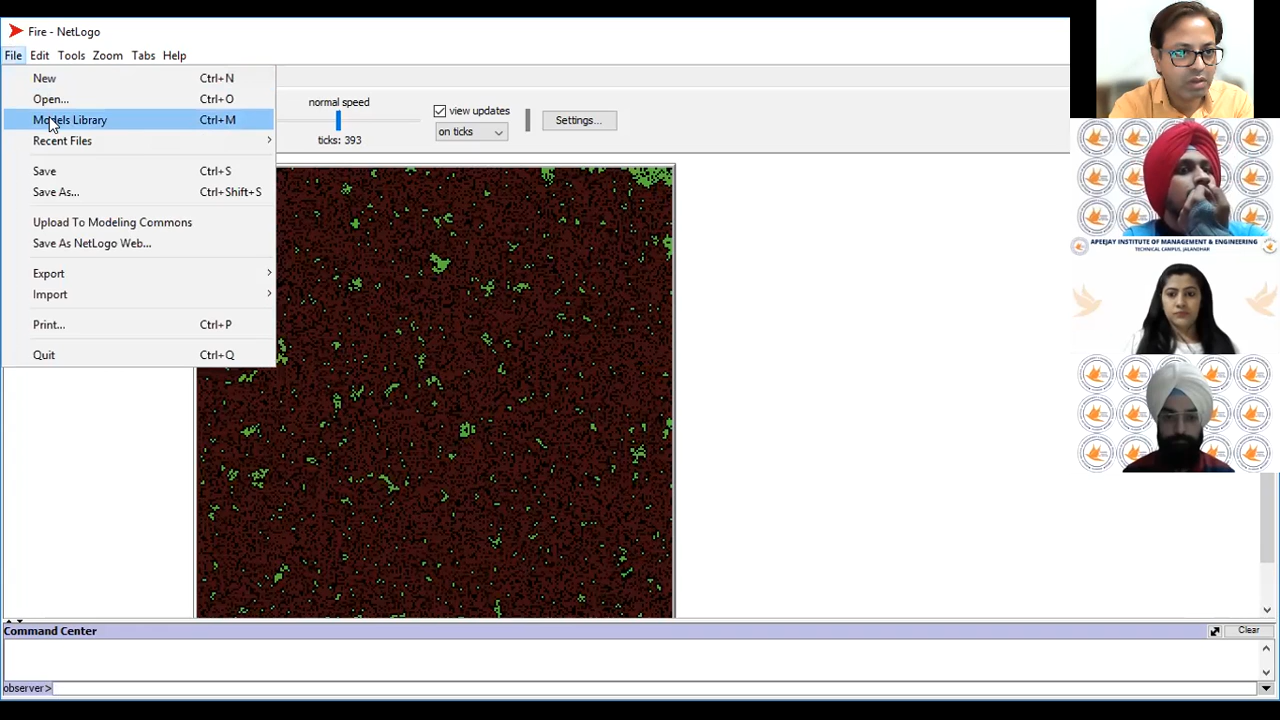 Fire - NetLogo
File Edit Tools Zoom Tabs Help
New Ctrl+N
Open... Ctrl+O
Models Library Ctrl+M
Recent Files
Save Ctrl+S
Save As... Ctrl+Shift+S
Upload To Modeling Commons
Save As NetLogo Web...
Export
Import
Print... Ctrl+P
Quit Ctrl+Q
normal speed
ticks: 393
view updates
on ticks
Settings...
APEEJAY INSTITUTE OF MANAGEMENT & ENGINEERING
TECHNICAL CAMPUS, JALANDHAR
Command Center
Clear
observer>